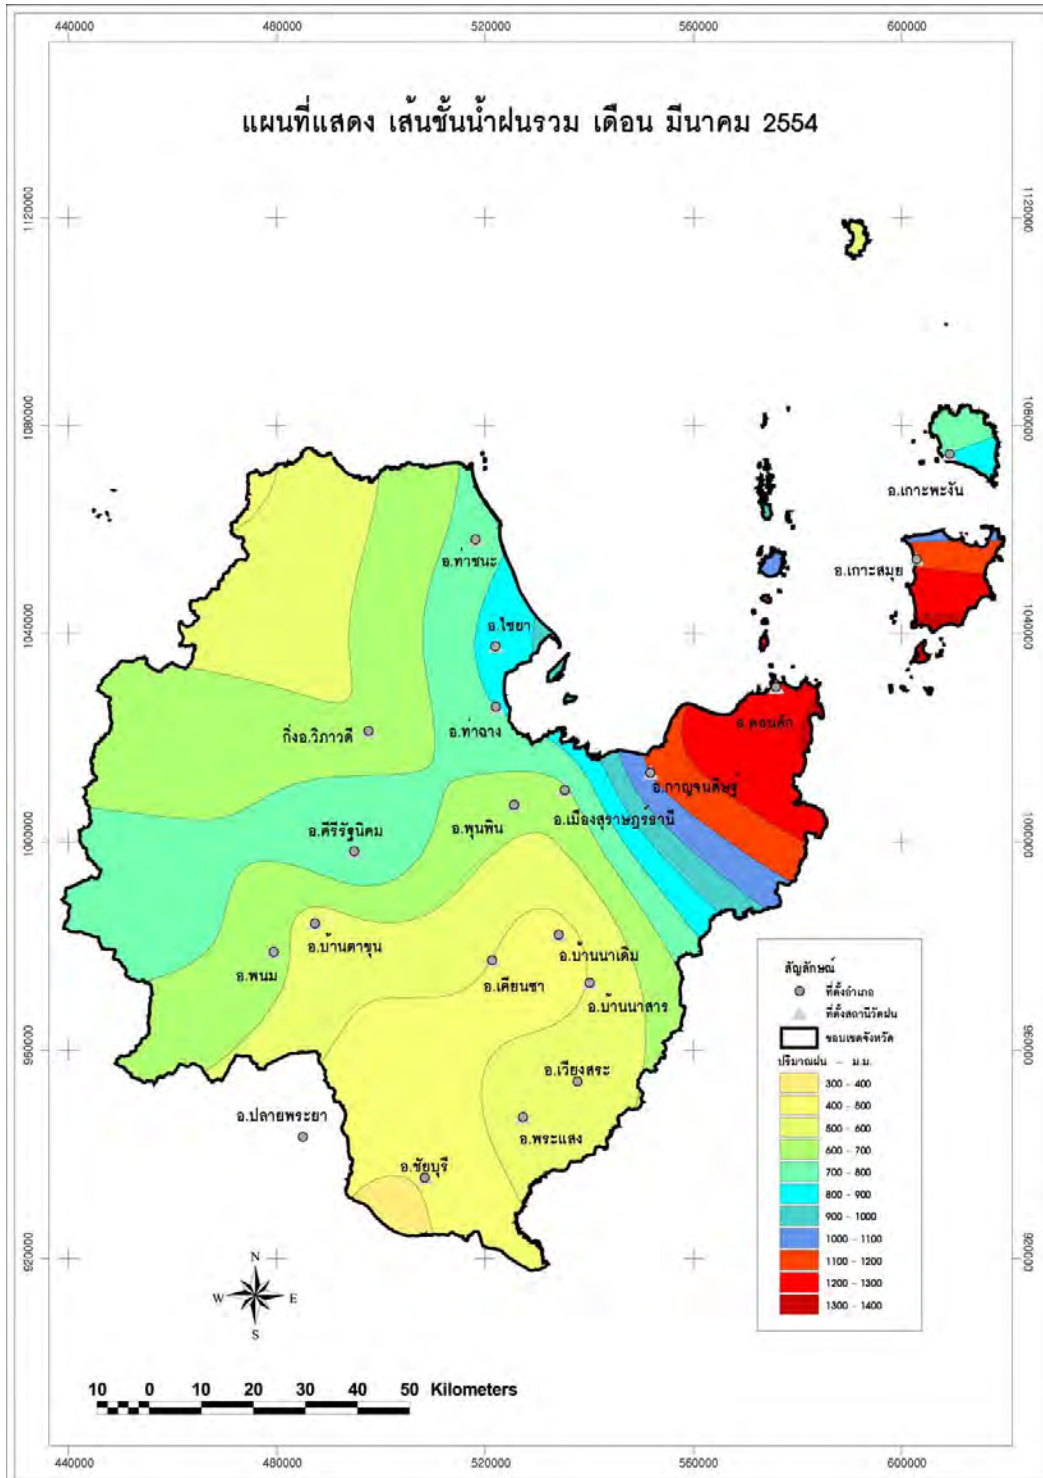 440000 480000 520000 560000 600000
แผนที่แสดง เส้นชั้นน้ำฝนรวม เดือน มีนาคม 2554
1120000 1120000
1080000 1080000
อ.เกาะพะงัน
อ.ท่าชนะ
อ.เกาะสมุย
อ.ไชยา
1040000 1040000
อ.ดอนสัก
กิ่งอ.วิภาวดี
อ.ท่าฉาง
อ.กาญจนดิษฐ์
อ.เมืองสุราษฎร์ธานี
อ.พุนพิน
อ.คีรีรัฐนิคม
1000000 1000000
อ.บ้านตาขุน
อ.บ้านนาเดิม
อ.พนม
อ.เคียนซา
อ.บ้านนาสาร
960000 960000
อ.เวียงสระ
อ.ปลายพระยา
อ.พระแสง
อ.ชัยบุรี
920000 920000
สัญลักษณ์
ที่ตั้งอำเภอ
ที่ตั้งสถานีวัดฝน
ขอบเขตจังหวัด
ปริมาณฝน - ม.ม.
300 - 400
400 - 500
500 - 600
600 - 700
700 - 800
800 - 900
900 - 1000
1000 - 1100
1100 - 1200
1200 - 1300
1300 - 1400
N
W E
S
10 0 10 20 30 40 50 Kilometers
440000 480000 520000 560000 600000